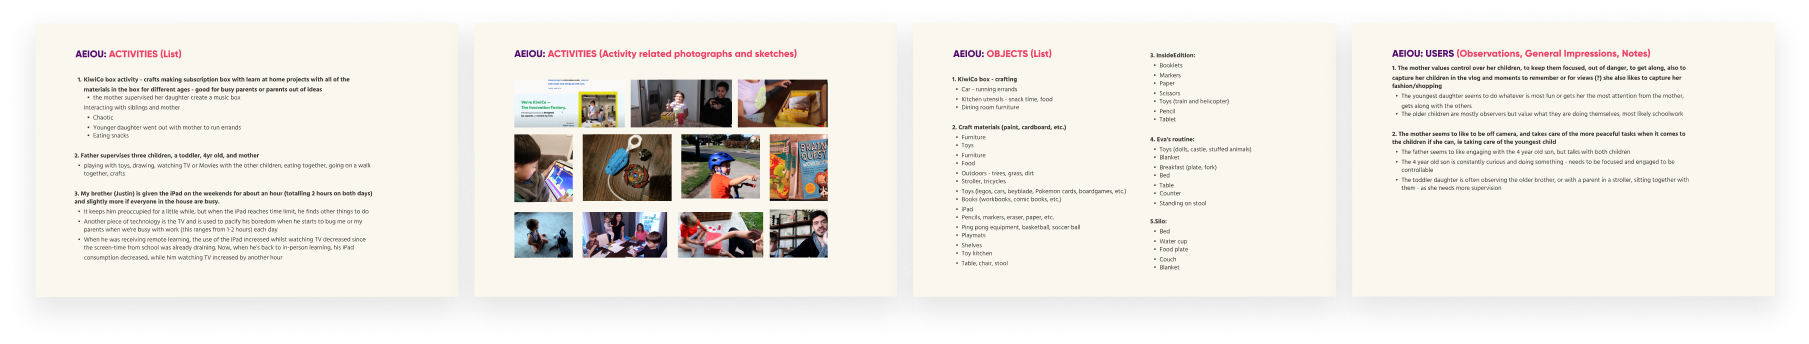 AEIOU: ACTIVITIES (List)
1. KiwiCo box activity - crafts making subscription box with learn at home projects with all of the
materials in the box for different ages - good for busy parents or parents out of ideas
• the mother supervised her daughter create a music box
Interacting with siblings and mother
• Chaotic
• Younger daughter went out with mother to run errands
• Eating snacks
2. Father supervises three children, a toddler, 4yr old, and mother
• playing with toys, drawing, watching TV or Movies with the other children, eating together, going on a walk
together, crafts
3. My brother (Justin) is given the iPad on the weekends for about an hour (totalling 2 hours on both days)
and slightly more if everyone in the house are busy.
• It keeps him preoccupied for a little while, but when the iPad reaches time limit, he finds other things to do
• Another piece of technology is the TV and is used to pacify his boredom when he starts to bug me or my
parents when we're busy with work (this ranges from 1-2 hours) each day
• When he was receiving remote learning, the use of the iPad increased whilst watching TV decreased since
the screen-time from school was already draining. Now, when he's back to in-person learning, his iPad
consumption decreased, while him watching TV increased by another hour
AEIOU: ACTIVITIES (Activity related photographs and sketches)
We're KiwiCo —
The Innovation Factory.
BRAIN
QUEST
AEIOU: OBJECTS (List)
1. KiwiCo box - crafting
• Car - running errands
• Kitchen utensils - snack time, food
• Dining room furniture
2. Craft materials (paint, cardboard, etc.)
• Furniture
• Toys
• Furniture
• Food
• Outdoors - trees, grass, dirt
• Stroller, tricycles
• Toys (legos, cars, beyblade, Pokemon cards, boardgames, etc.)
• Books (workbooks, comic books, etc.)
• iPad
• Pencils, markers, eraser, paper, etc.
• Ping pong equipment, basketball, soccer ball
• Playmats
• Shelves
• Toy kitchen
• Table, chair, stool
3. InsideEdition:
• Booklets
• Markers
• Paper
• Scissors
• Toys (train and helicopter)
• Pencil
• Tablet
4. Eva's routine:
• Toys (dolls, castle, stuffed animals)
• Blanket
• Breakfast (plate, fork)
• Bed
• Table
• Counter
• Standing on stool
5.Silo:
• Bed
• Water cup
• Food plate
• Couch
• Blanket
AEIOU: USERS (Observations, General Impressions, Notes)
1. The mother values control over her children, to keep them focused, out of danger, to get along, also to
capture her children in the vlog and moments to remember or for views (?) she also likes to capture her
fashion/shopping
• The youngest daughter seems to do whatever is most fun or gets her the most attention from the mother,
gets along with the others
• The older children are mostly observers but value what they are doing themselves, most likely schoolwork
2. The mother seems to like to be off camera, and takes care of the more peaceful tasks when it comes to
the children if she can, ie taking care of the youngest child
• The father seems to like engaging with the 4 year old son, but talks with both children
• The 4 year old son is constantly curious and doing something - needs to be focused and engaged to be
controllable
• The toddler daughter is often observing the older brother, or with a parent in a stroller, sitting together with
them - as she needs more supervision